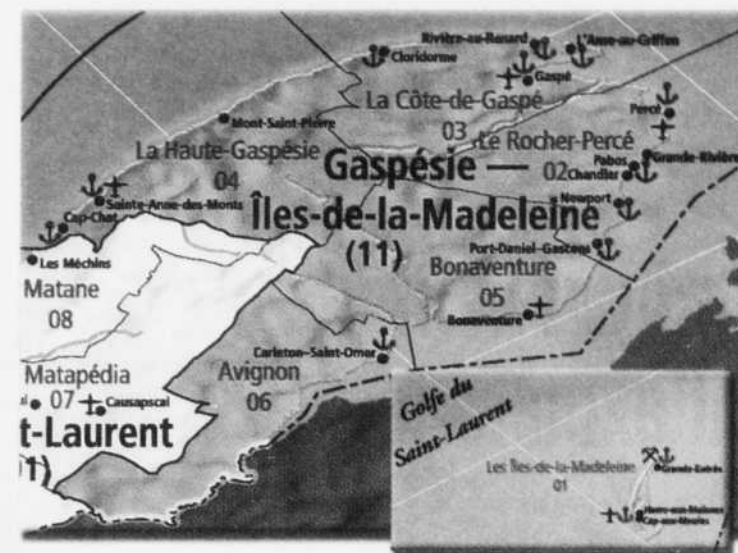 Rivière-au-Renard
L'Anse-au-Griffon
Cloridorme
Gaspé
La Côte-de-Gaspé
03
Percé
Mont-Saint-Pierre
La Haute-Gaspésie
04
Le Rocher-Percé
02
Pabos
Grande-Rivière
Chandler
Gaspésie —
Îles-de-la-Madeleine
(11)
Sainte-Anne-des-Monts
Cap-Chat
Newport
Les Méchins
Port-Daniel-Gascons
Matane
08
Bonaventure
05
Bonaventure
Carleton-Saint-Omer
Avignon
06
Matapédia
07
Causapscal
t-Laurent
1)
Golfe du
Saint-Laurent
Les Îles-de-la-Madeleine
01
Grande-Entrée
Cap-aux-Meules